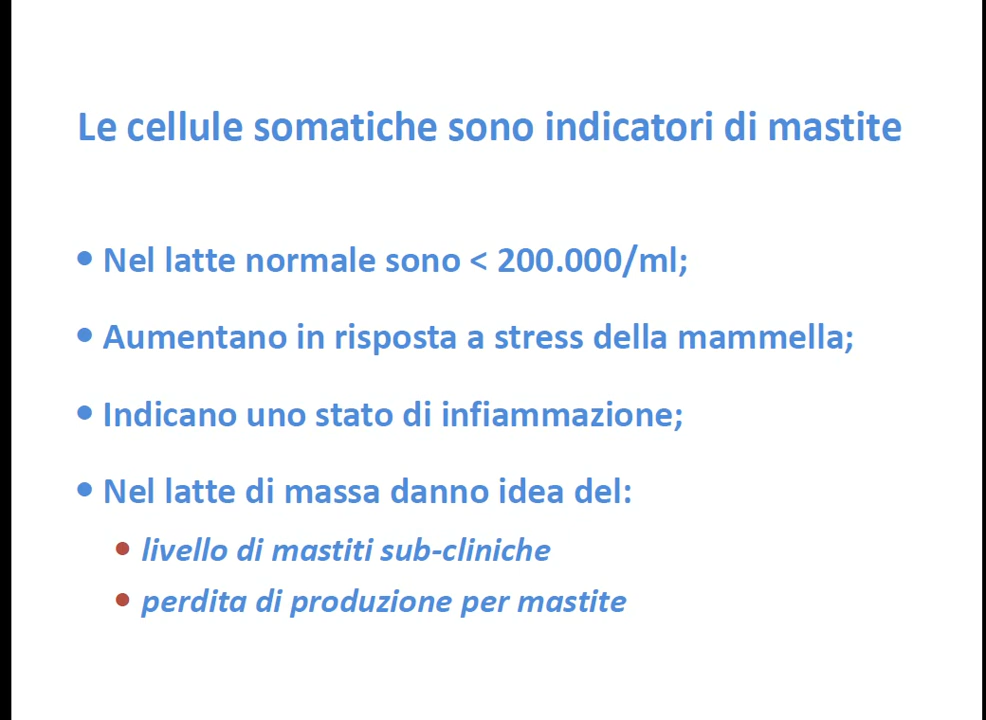 Le cellule somatiche sono indicatori di mastite
• Nel latte normale sono < 200.000/ml;
• Aumentano in risposta a stress della mammella;
• Indicano uno stato di infiammazione;
• Nel latte di massa danno idea del:
• livello di mastiti sub-cliniche
• perdita di produzione per mastite